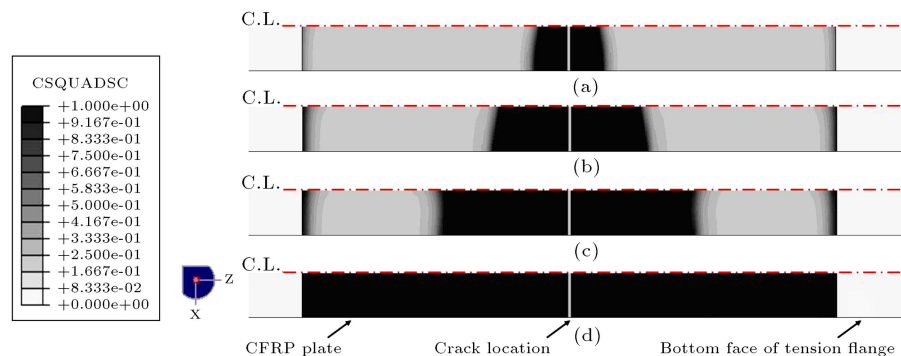 CSQUADSC
+1.000e+00
+9.167e-01
+8.333e-01
+7.500e-01
+6.667e-01
+5.833e-01
+5.000e-01
+4.167e-01
+3.333e-01
+2.500e-01
+1.667e-01
+8.333e-02
+0.000e+00
Z
X
C.L.
(a)
C.L.
(b)
C.L.
(c)
C.L.
(d)
CFRP plate
Crack location
Bottom face of tension flange